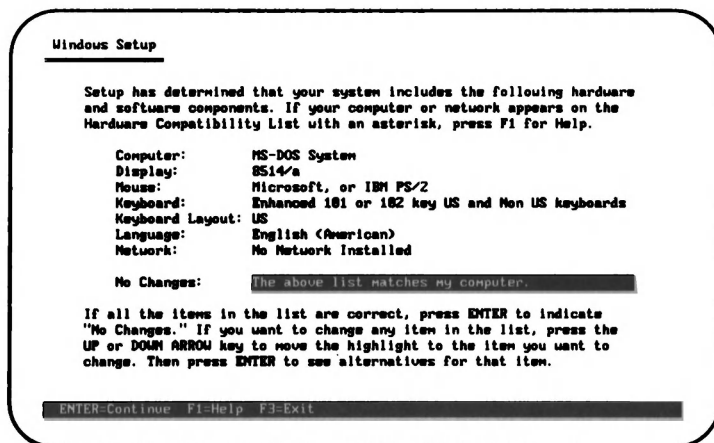 Windows Setup
Setup has determined that your system includes the following hardware
and software components. If your computer or network appears on the
Hardware Compatibility List with an asterisk, press F1 for Help.
Computer: MS-DOS System
Display: 8514/a
Mouse: Microsoft, or IBM PS/2
Keyboard: Enhanced 101 or 102 key US and Non US keyboards
Keyboard Layout: US
Language: English (American)
Network: No Network Installed
No Changes: The above list matches my computer.
If all the items in the list are correct, press ENTER to indicate
"No Changes." If you want to change any item in the list, press the
UP or DOWN ARROW key to move the highlight to the item you want to
change. Then press ENTER to see alternatives for that item.
ENTER=Continue F1=Help F3=Exit